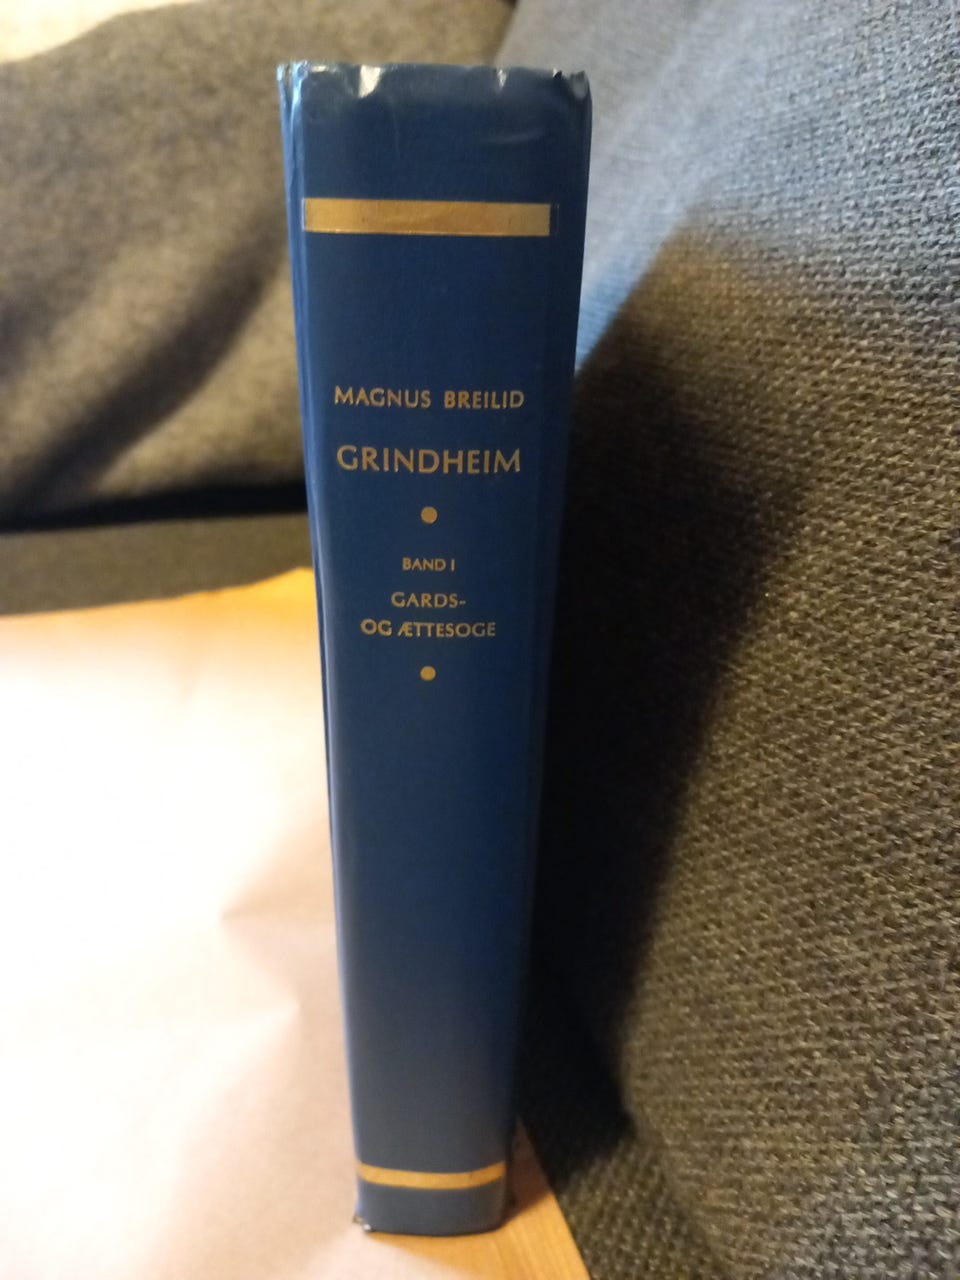 MAGNUS BREILID
GRINDHEIM
BAND I
GARDS-
OG ÆTTESOGE